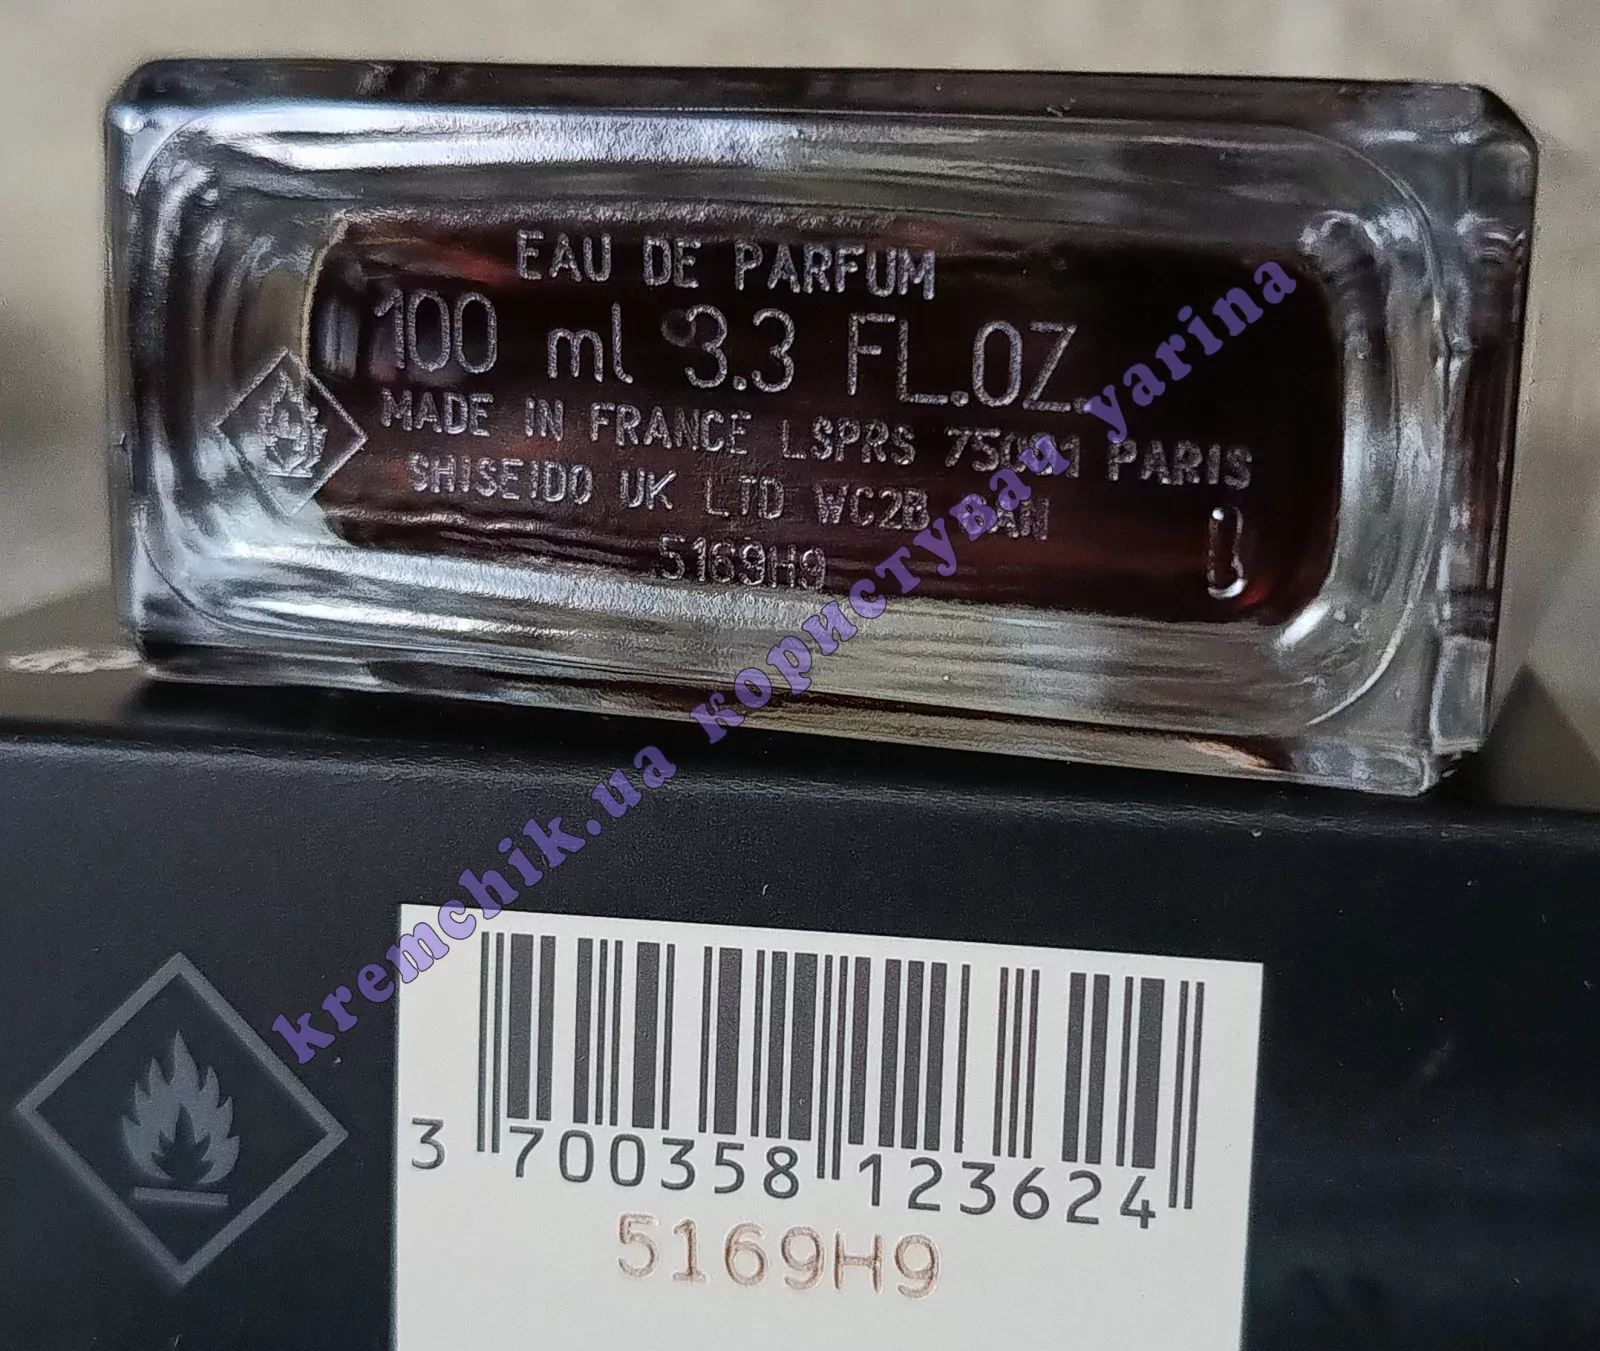 EAU DE PARFUM
100 ml 3.3 FL.OZ.
MADE IN FRANCE LSPRS 75001 PARIS
SHISEIDO UK LTD WC2B
5169H9
kremchik.ua користувач yarina
3 700358 123624
5169H9